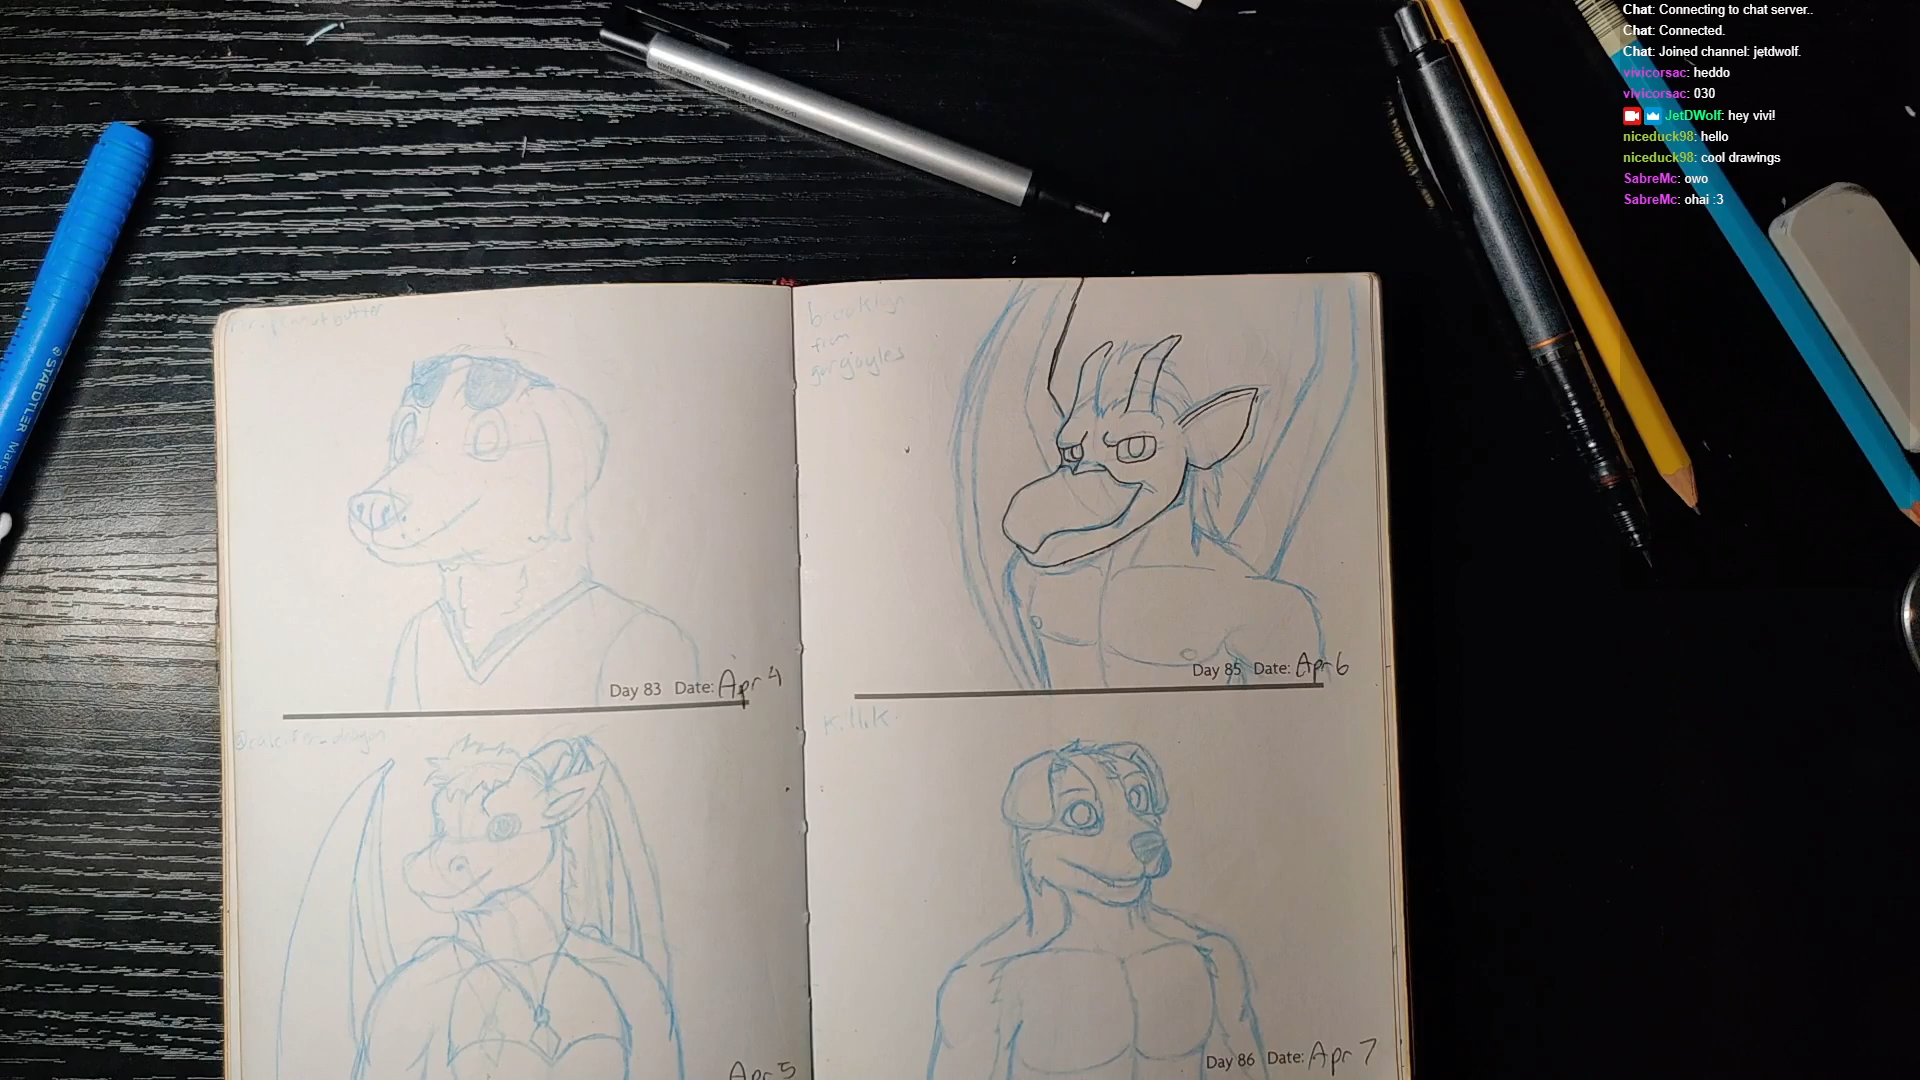 Chat: Connecting to chat server..
Chat: Connected.
Chat: Joined channel: jetdwolf.
vivicorsac: heddo
vivicorsac: 030
JetDWolf: hey vivi!
niceduck98: hello
niceduck98: cool drawings
SabreMc: owo
SabreMc: ohai :3
STAEDTLER Mars
brooklyn
from
gargoyles
Day 83 Date: Apr 4
Day 85 Date: Apr 6
Killik
Apr 5
Day 86 Date: Apr 7